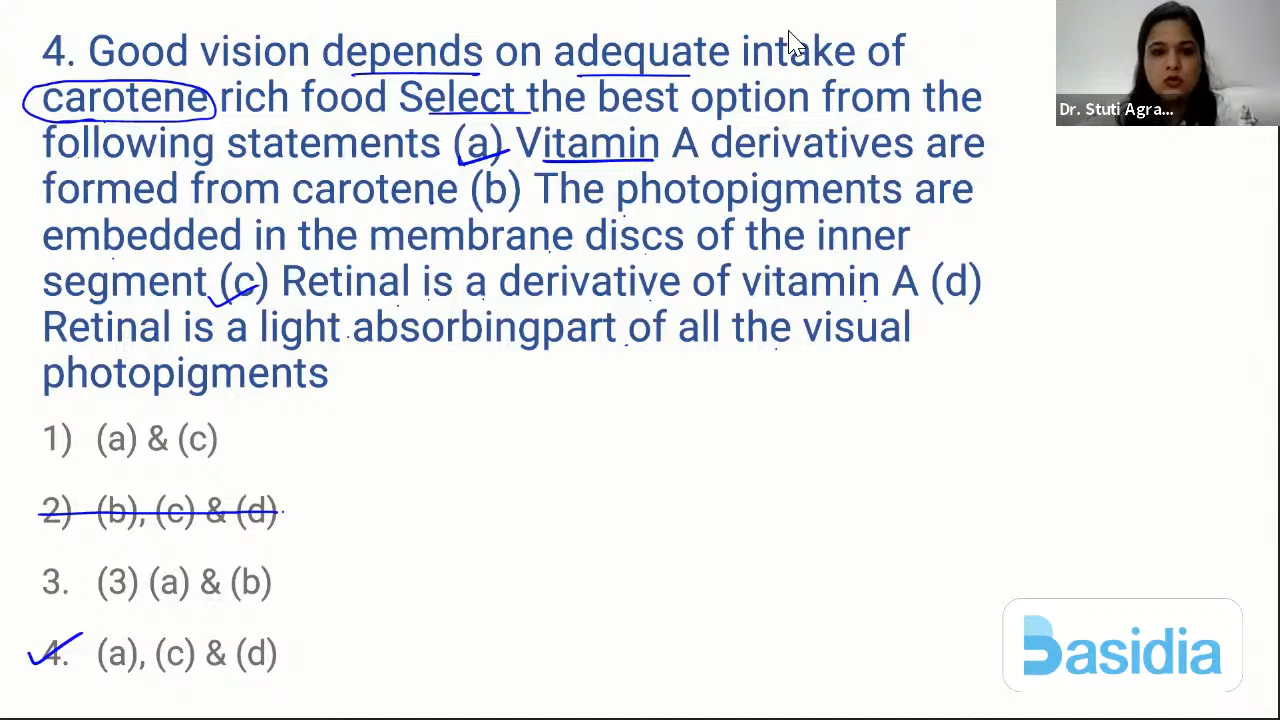 4. Good vision depends on adequate intake of
carotene rich food Select the best option from the
following statements (a) Vitamin A derivatives are
formed from carotene (b) The photopigments are
embedded in the membrane discs of the inner
segment (c) Retinal is a derivative of vitamin A (d)
Retinal is a light absorbingpart of all the visual
photopigments
1) (a) & (c)
2) (b), (c) & (d)
3. (3) (a) & (b)
4. (a), (c) & (d)
Dr. Stuti Agra...
Basidia